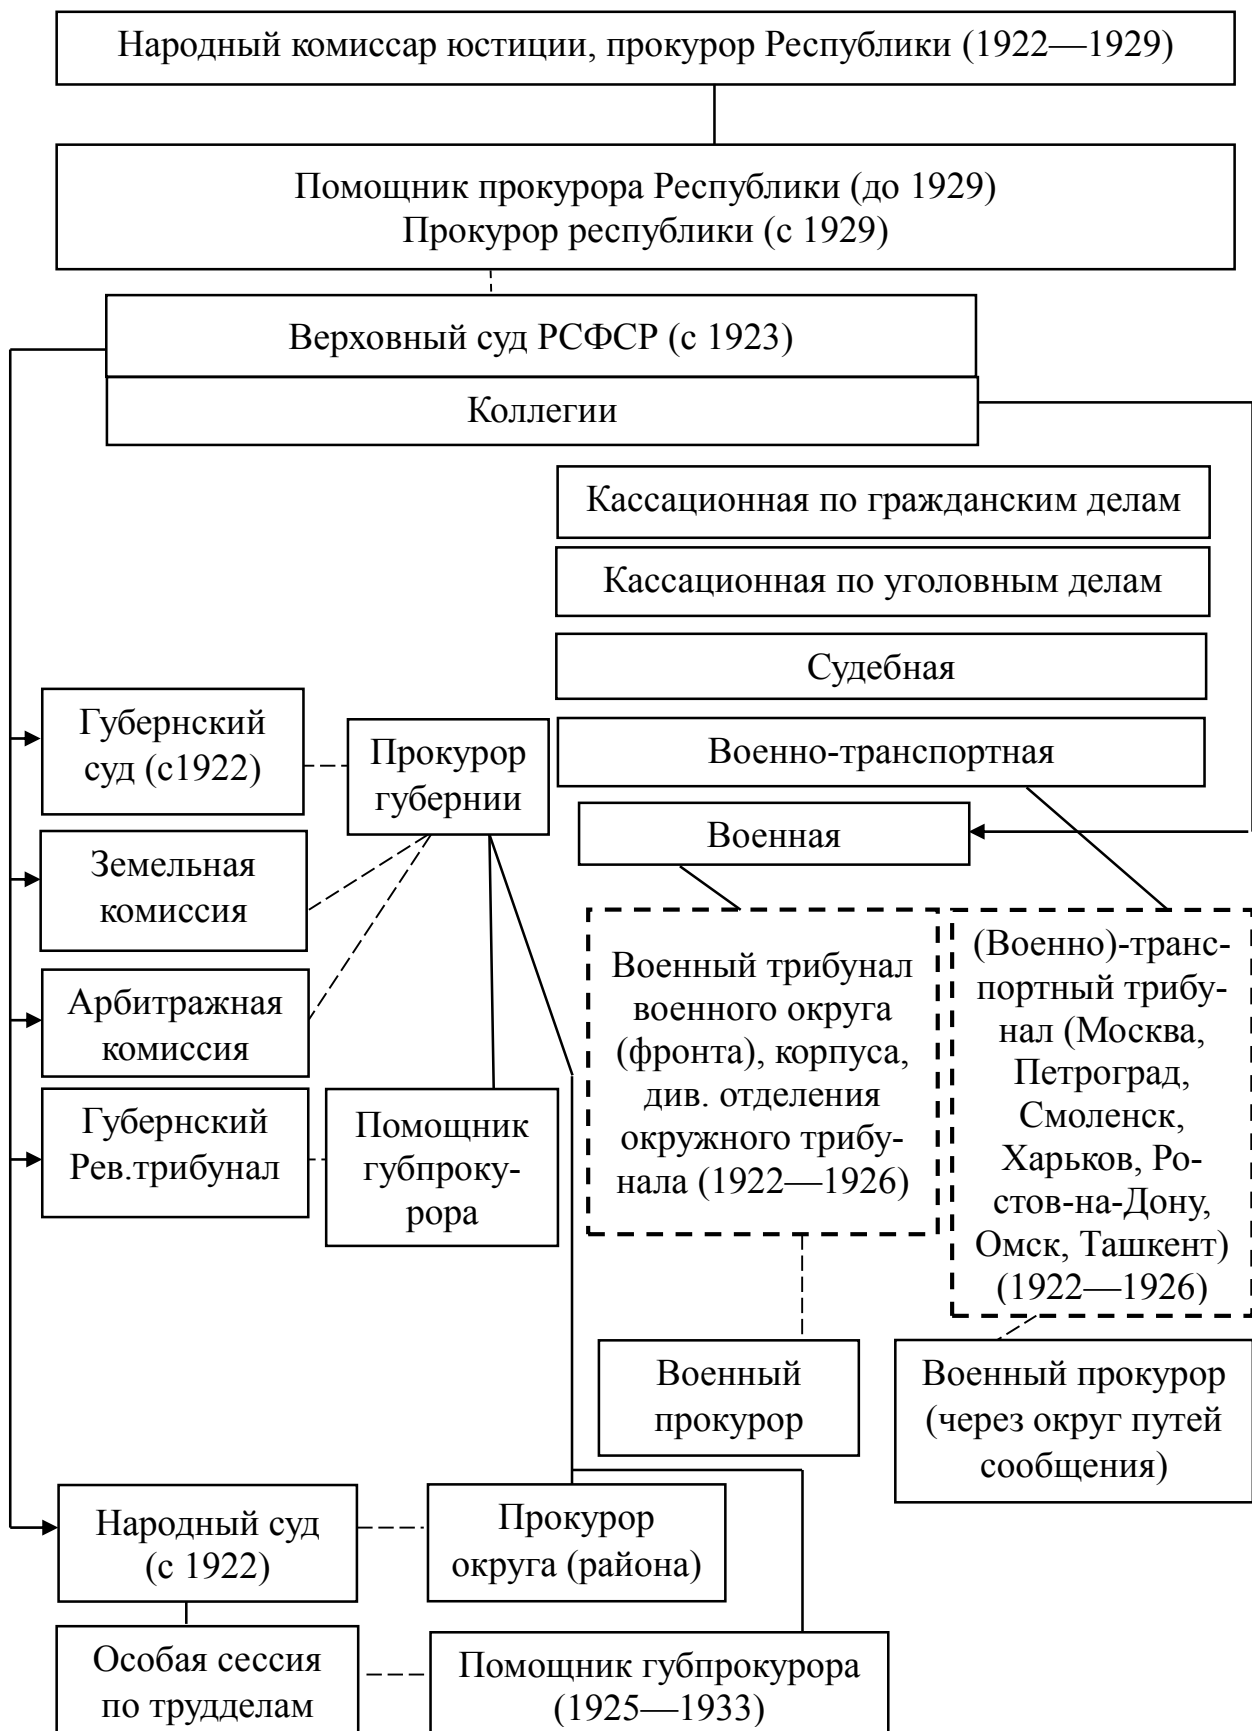 Народный комиссар юстиции, прокурор Республики (1922—1929)
Помощник прокурора Республики (до 1929)
Прокурор республики (с 1929)
Верховный суд РСФСР (с 1923)
Коллегии
Кассационная по гражданским делам
Кассационная по уголовным делам
Судебная
Военно-транспортная
Военная
Губернский
суд (с1922)
Прокурор
губернии
Земельная
комиссия
Арбитражная
комиссия
Губернский
Рев.трибунал
Помощник
губпроку-
рора
Военный трибунал
военного округа
(фронта), корпуса,
див. отделения
окружного трибу-
нала (1922—1926)
(Военно)-транс-
портный трибу-
нал (Москва,
Петроград,
Смоленск,
Харьков, Ро-
стов-на-Дону,
Омск, Ташкент)
(1922—1926)
Военный
прокурор
Военный прокурор
(через округ путей
сообщения)
Народный суд
(с 1922)
Прокурор
округа (района)
Особая сессия
по трудделам
Помощник губпрокурора
(1925—1933)